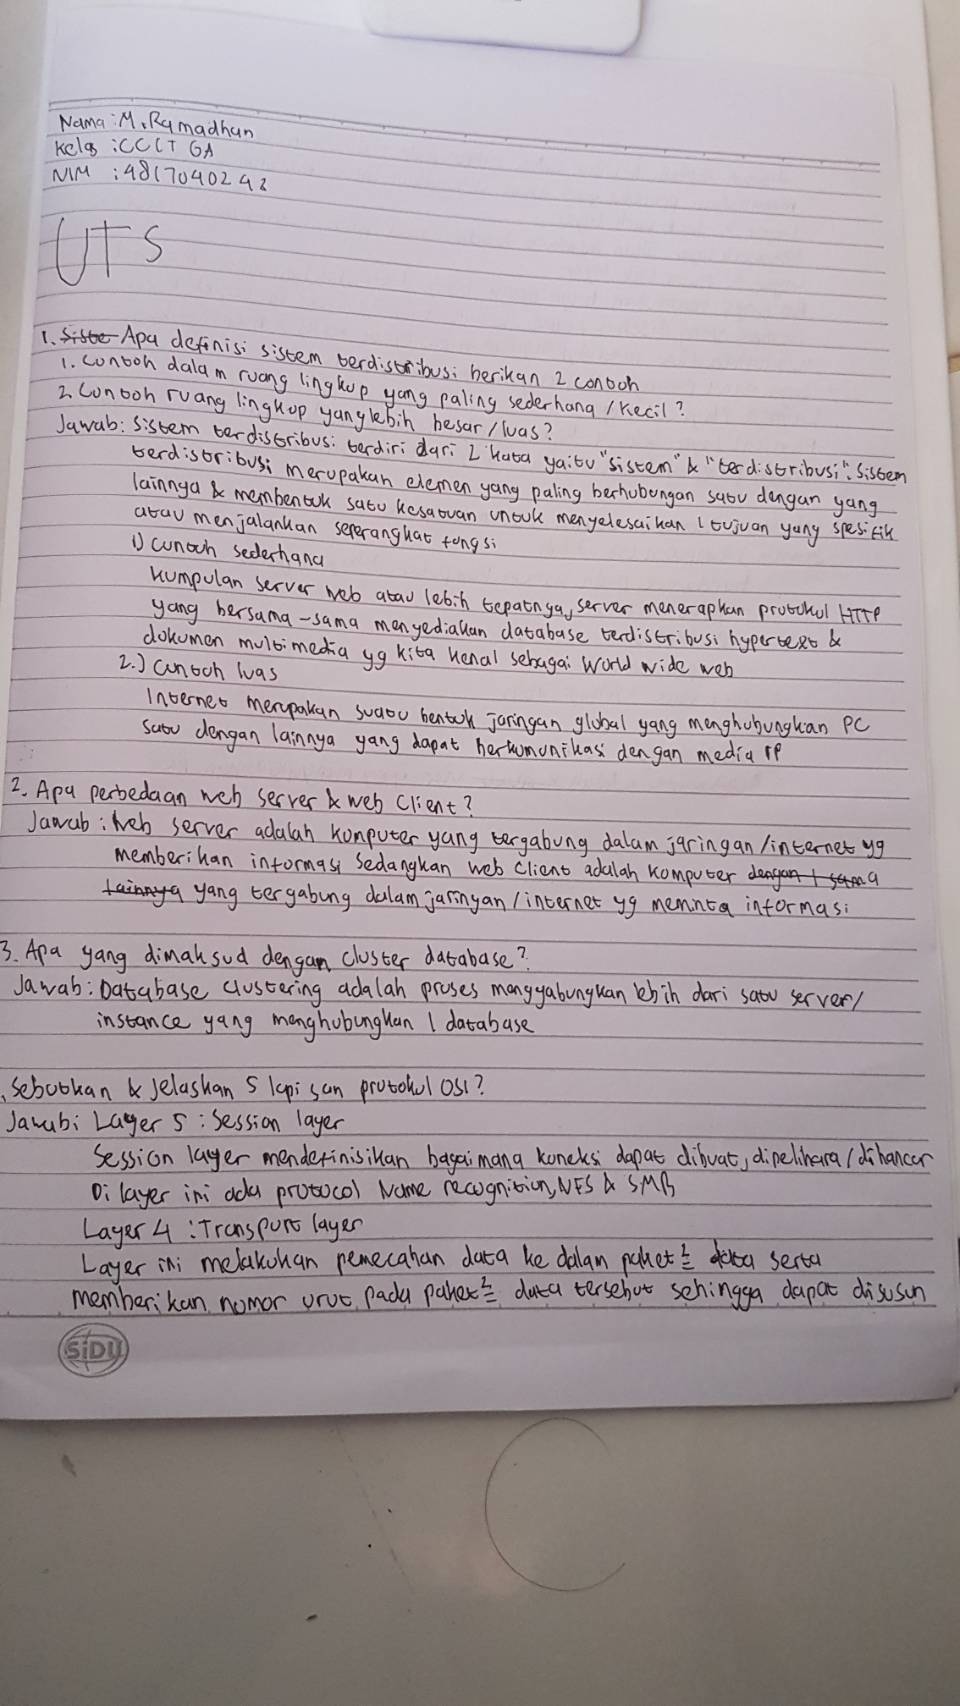 Nama : M. Ramadhan
Kelas : CCIT 6A
NIM : 4817040242
UTS
1. Siste Apa definisi sistem terdistribusi berikan 2 contoh
1. Contoh dalam ruang lingkup yang paling sederhana / kecil ?
2. Contoh ruang lingkup yang lebih besar / luas ?
Jawab : Sistem terdistribusi terdiri dari 2 kata yaitu "sistem" & "terdistribusi". Sistem
terdistribusi merupakan elemen yang paling berhubungan satu dengan yang
lainnya & membentuk satu kesatuan untuk menyelesaikan 1 tujuan yang spesifik
atau menjalankan seperangkat fungsi
1) Contoh sederhana
Kumpulan server web atau lebih tepatnya, server menerapkan protokol HTTP
yang bersama-sama menyediakan database terdistribusi hypertext &
dokumen multimedia yg kita kenal sebagai World wide web
2.) Contoh luas
Internet merupakan suatu bentuk jaringan global yang menghubungkan PC
satu dengan lainnya yang dapat berkomunikasi dengan media IP
2. Apa perbedaan web server & web client ?
Jawab : Web server adalah komputer yang tergabung dalam jaringan / internet yg
memberikan informasi sedangkan web client adalah komputer dengan 1 sama
lainnya yang tergabung dalam jaringan / internet yg meminta informasi
3. Apa yang dimaksud dengan cluster database ?
Jawab : Database clustering adalah proses menggabungkan lebih dari satu server /
instance yang menghubungkan 1 database
. Sebutkan & Jelaskan 5 lapisan protokol OSI ?
Jawab : Layer 5 : Session layer
Session layer mendefinisikan bagaimana koneksi dapat dibuat, dipelihara / dihancur
Di layer ini ada protocol Name recognition, NFS & SMB
Layer 4 : Transport layer
Layer ini melakukan pemecahan data ke dalam paket² data serta
memberikan nomor urut pada paket² data tersebut sehingga dapat disusun
SiDU